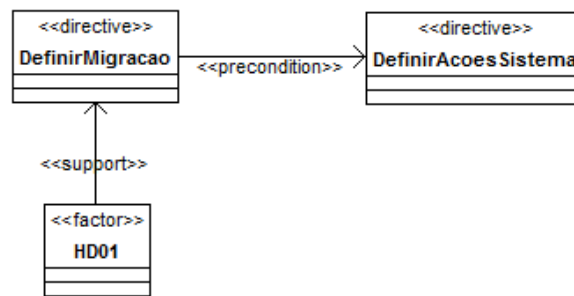 <<directive>>
DefinirMigracao
<<precondition>>
<<directive>>
DefinirAcoesSistema
<<support>>
<<factor>>
HD01